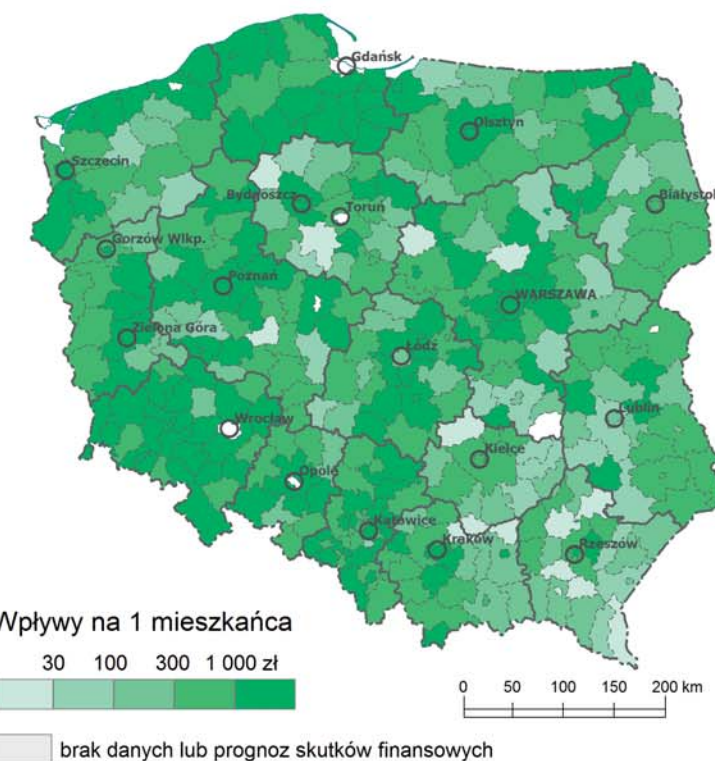 Gdańsk
Olsztyn
Szczecin
Bydgoszcz
Toruń
Białystok
Gorzów Wlkp.
Poznań
WARSZAWA
Zielona Góra
Łódź
Wrocław
Lublin
Kielce
Opole
Katowice
Kraków
Rzeszów
Wpływy na 1 mieszkańca
30 100 300 1 000 zł
0 50 100 150 200 km
brak danych lub prognoz skutków finansowych